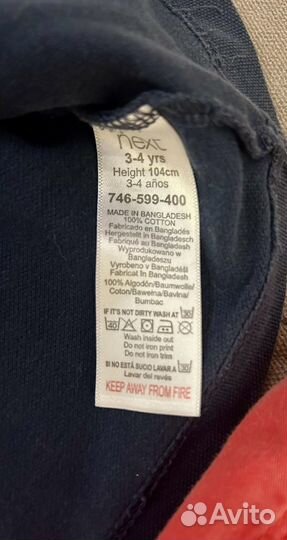 next
3-4 yrs
Height 104cm
3-4 años
746-599-400
MADE IN BANGLADESH
100% COTTON
Fabricado en Bangladés
Hergestellt in Bangladesch
Fabriqué au Bangladesh
Wyprodukowano w
Bangladeszu
Vyrobeno v Bangladéši
Fabricat în Bangladesh
100% Algodón/Baumwolle/
Coton/Bawełna/Bavlna/
Bumbac
IF IT'S NOT DIRTY WASH AT 30
40
Wash inside out
Do not iron print
Do not iron trims
SI NO ESTÁ SUCIO LAVAR A 30
Lavar del revés
KEEP AWAY FROM FIRE
Avito